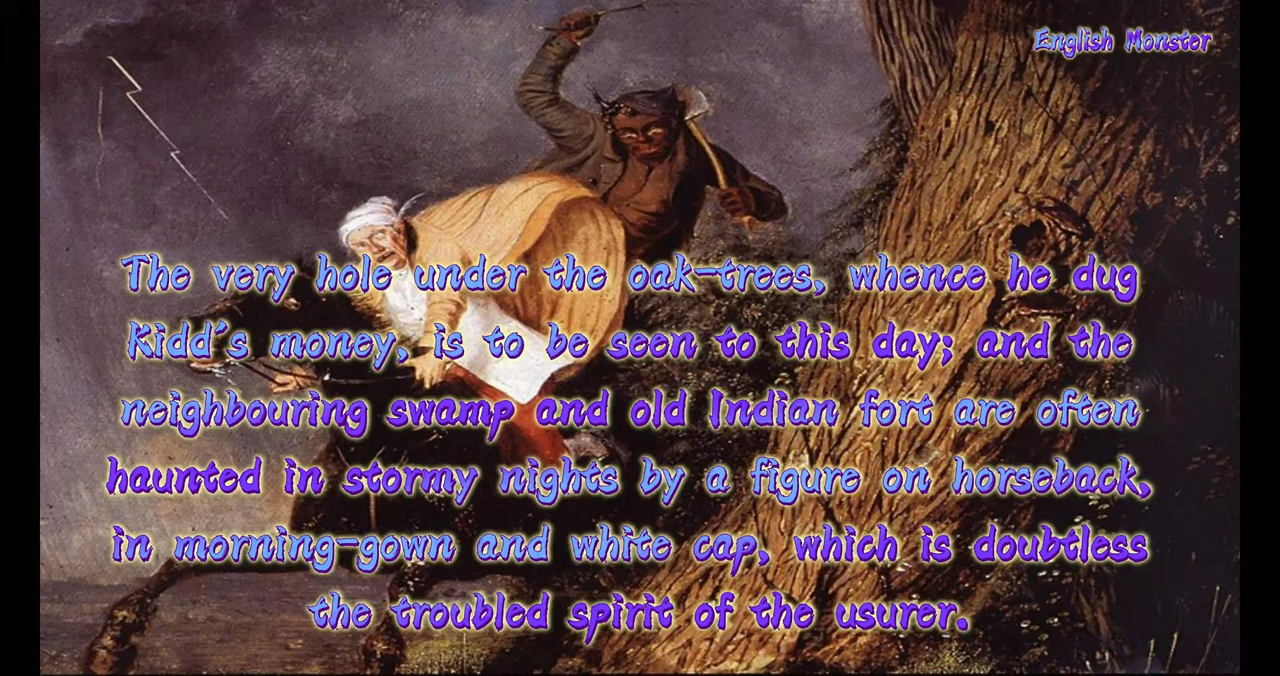 English Monster
The very hole under the oak-trees, whence he dug
Kidd's money, is to be seen to this day; and the
neighbouring swamp and old Indian fort are often
haunted in stormy nights by a figure on horseback,
in morning-gown and white cap, which is doubtless
the troubled spirit of the usurer.